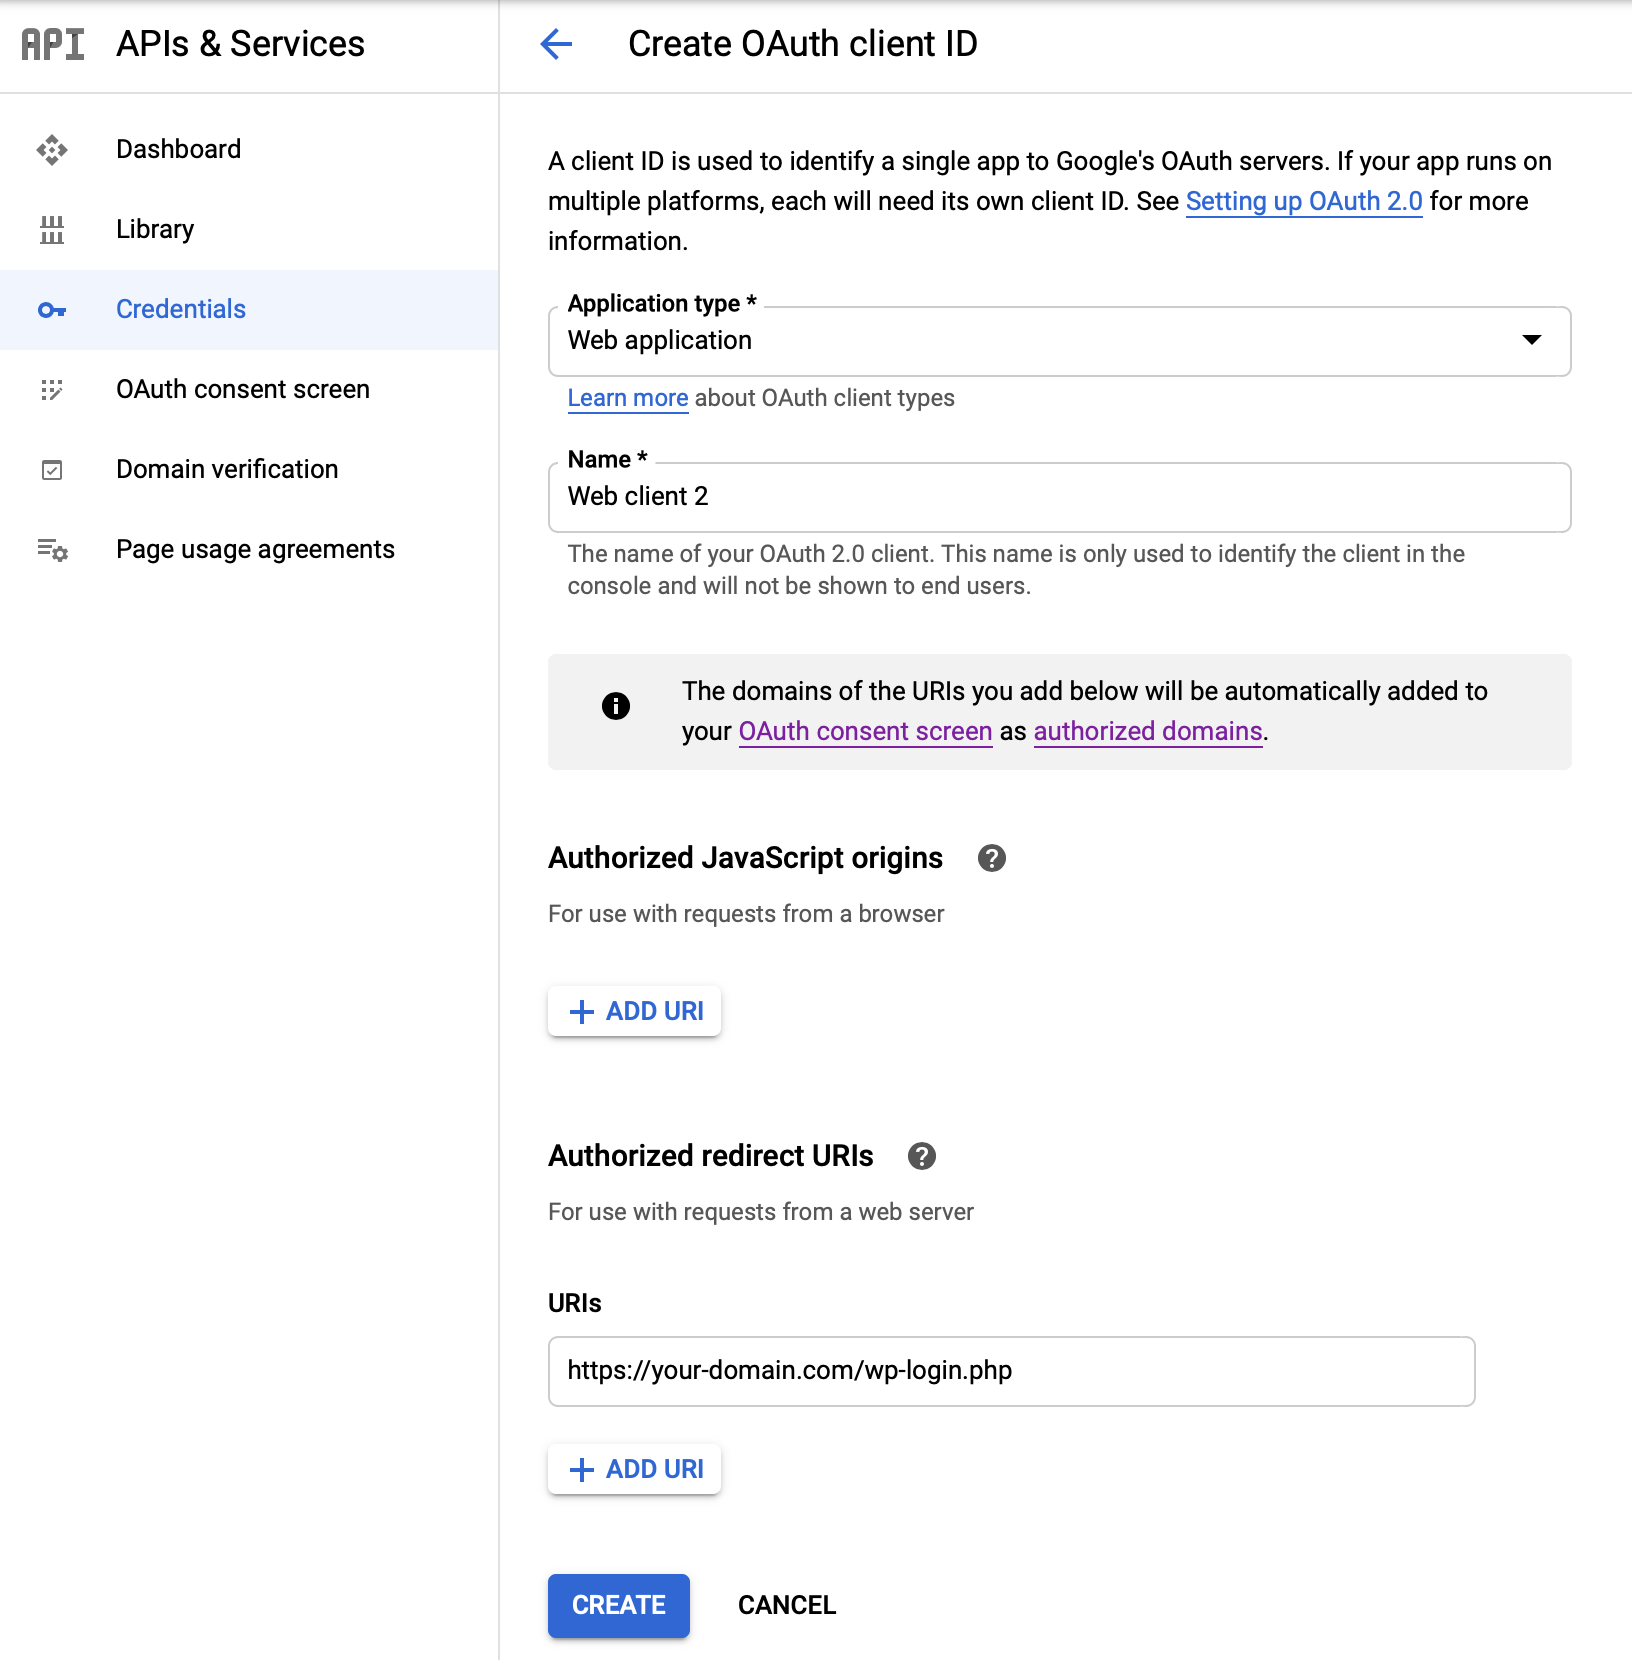 API APIs & Services
Create OAuth client ID
Dashboard
Library
Credentials
OAuth consent screen
Domain verification
Page usage agreements
A client ID is used to identify a single app to Google's OAuth servers. If your app runs on
multiple platforms, each will need its own client ID. See Setting up OAuth 2.0 for more
information.
Application type *
Web application
Learn more about OAuth client types
Name *
Web client 2
The name of your OAuth 2.0 client. This name is only used to identify the client in the
console and will not be shown to end users.
The domains of the URIs you add below will be automatically added to
your OAuth consent screen as authorized domains.
Authorized JavaScript origins
For use with requests from a browser
ADD URI
Authorized redirect URIs
For use with requests from a web server
URIs
https://your-domain.com/wp-login.php
ADD URI
CREATE
CANCEL